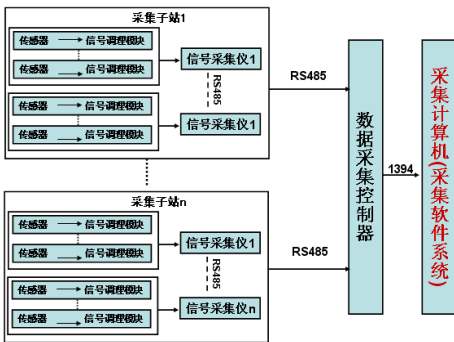 采集子站1
传感器 信号调理模块
传感器 信号调理模块
信号采集仪1
RS485
传感器 信号调理模块
传感器 信号调理模块
信号采集仪1
RS485
采集子站n
传感器 信号调理模块
传感器 信号调理模块
信号采集仪1
RS485
传感器 信号调理模块
传感器 信号调理模块
信号采集仪n
RS485
数据采集控制器
1394
采集计算机(采集软件系统)